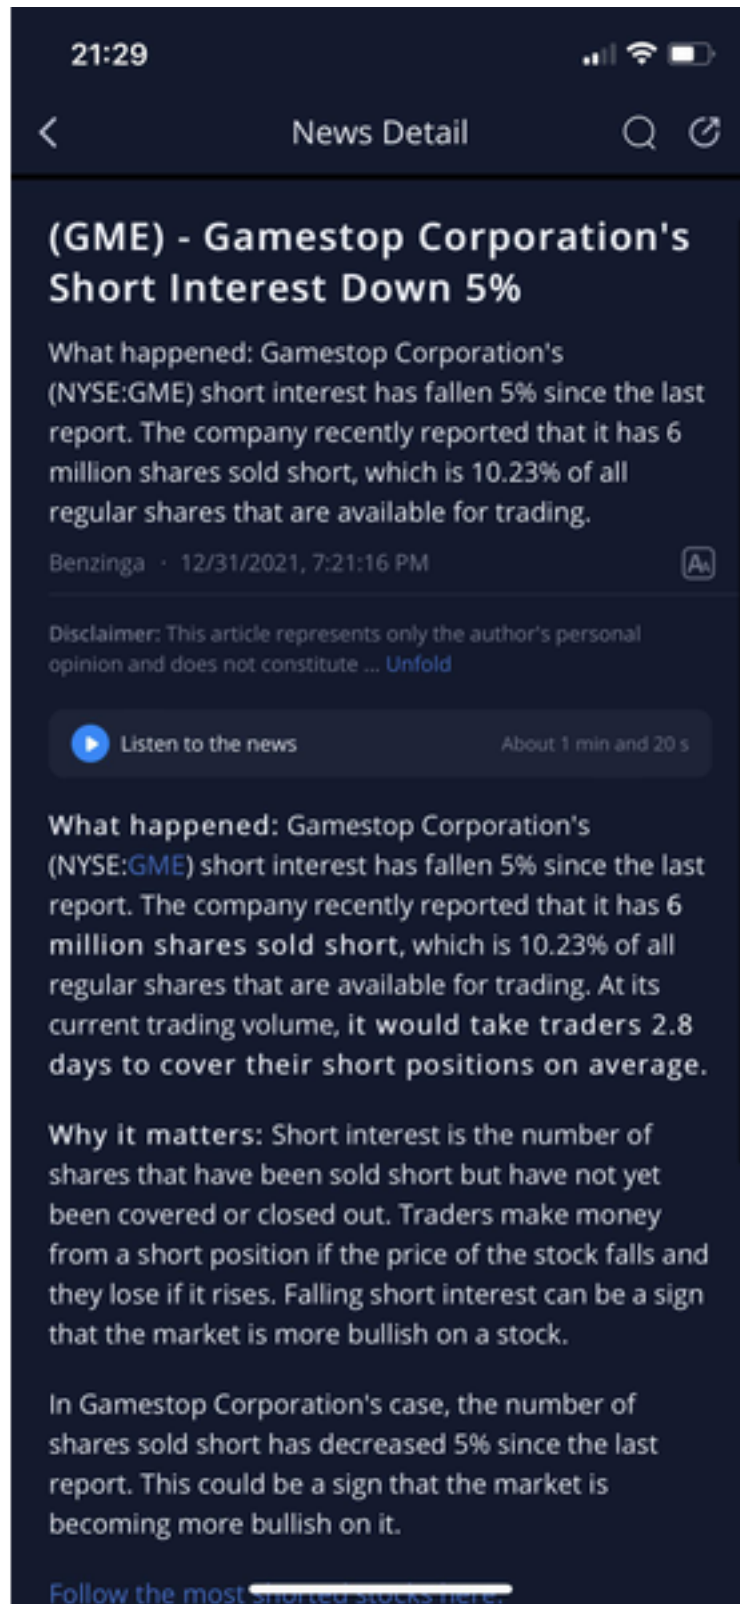 21:29
News Detail
(GME) - Gamestop Corporation's
Short Interest Down 5%
What happened: Gamestop Corporation's
(NYSE:GME) short interest has fallen 5% since the last
report. The company recently reported that it has 6
million shares sold short, which is 10.23% of all
regular shares that are available for trading.
Benzinga · 12/31/2021, 7:21:16 PM
Disclaimer: This article represents only the author's personal
opinion and does not constitute ... Unfold
Listen to the news About 1 min and 20 s
What happened: Gamestop Corporation's
(NYSE:GME) short interest has fallen 5% since the last
report. The company recently reported that it has 6
million shares sold short, which is 10.23% of all
regular shares that are available for trading. At its
current trading volume, it would take traders 2.8
days to cover their short positions on average.
Why it matters: Short interest is the number of
shares that have been sold short but have not yet
been covered or closed out. Traders make money
from a short position if the price of the stock falls and
they lose if it rises. Falling short interest can be a sign
that the market is more bullish on a stock.
In Gamestop Corporation's case, the number of
shares sold short has decreased 5% since the last
report. This could be a sign that the market is
becoming more bullish on it.
Follow the most shorted stocks here.